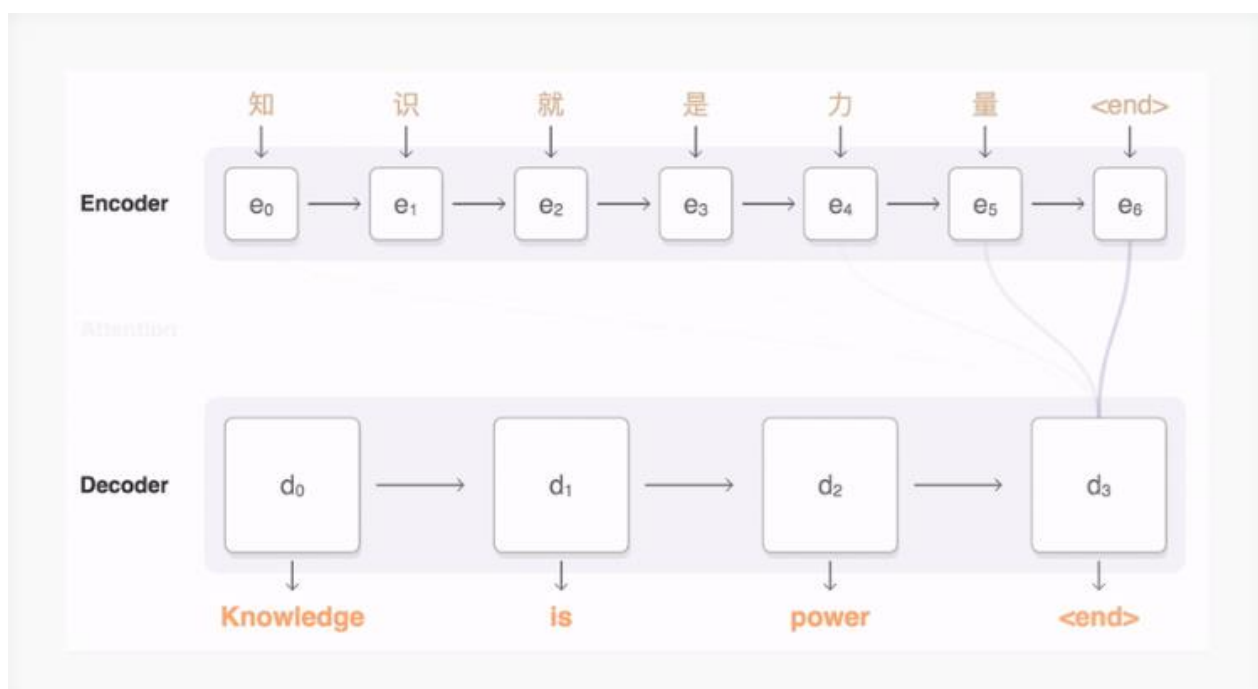 知 识 就 是 力 量 <end>
Encoder e₀ e₁ e₂ e₃ e₄ e₅ e₆
Attention
Decoder d₀ d₁ d₂ d₃
Knowledge is power <end>